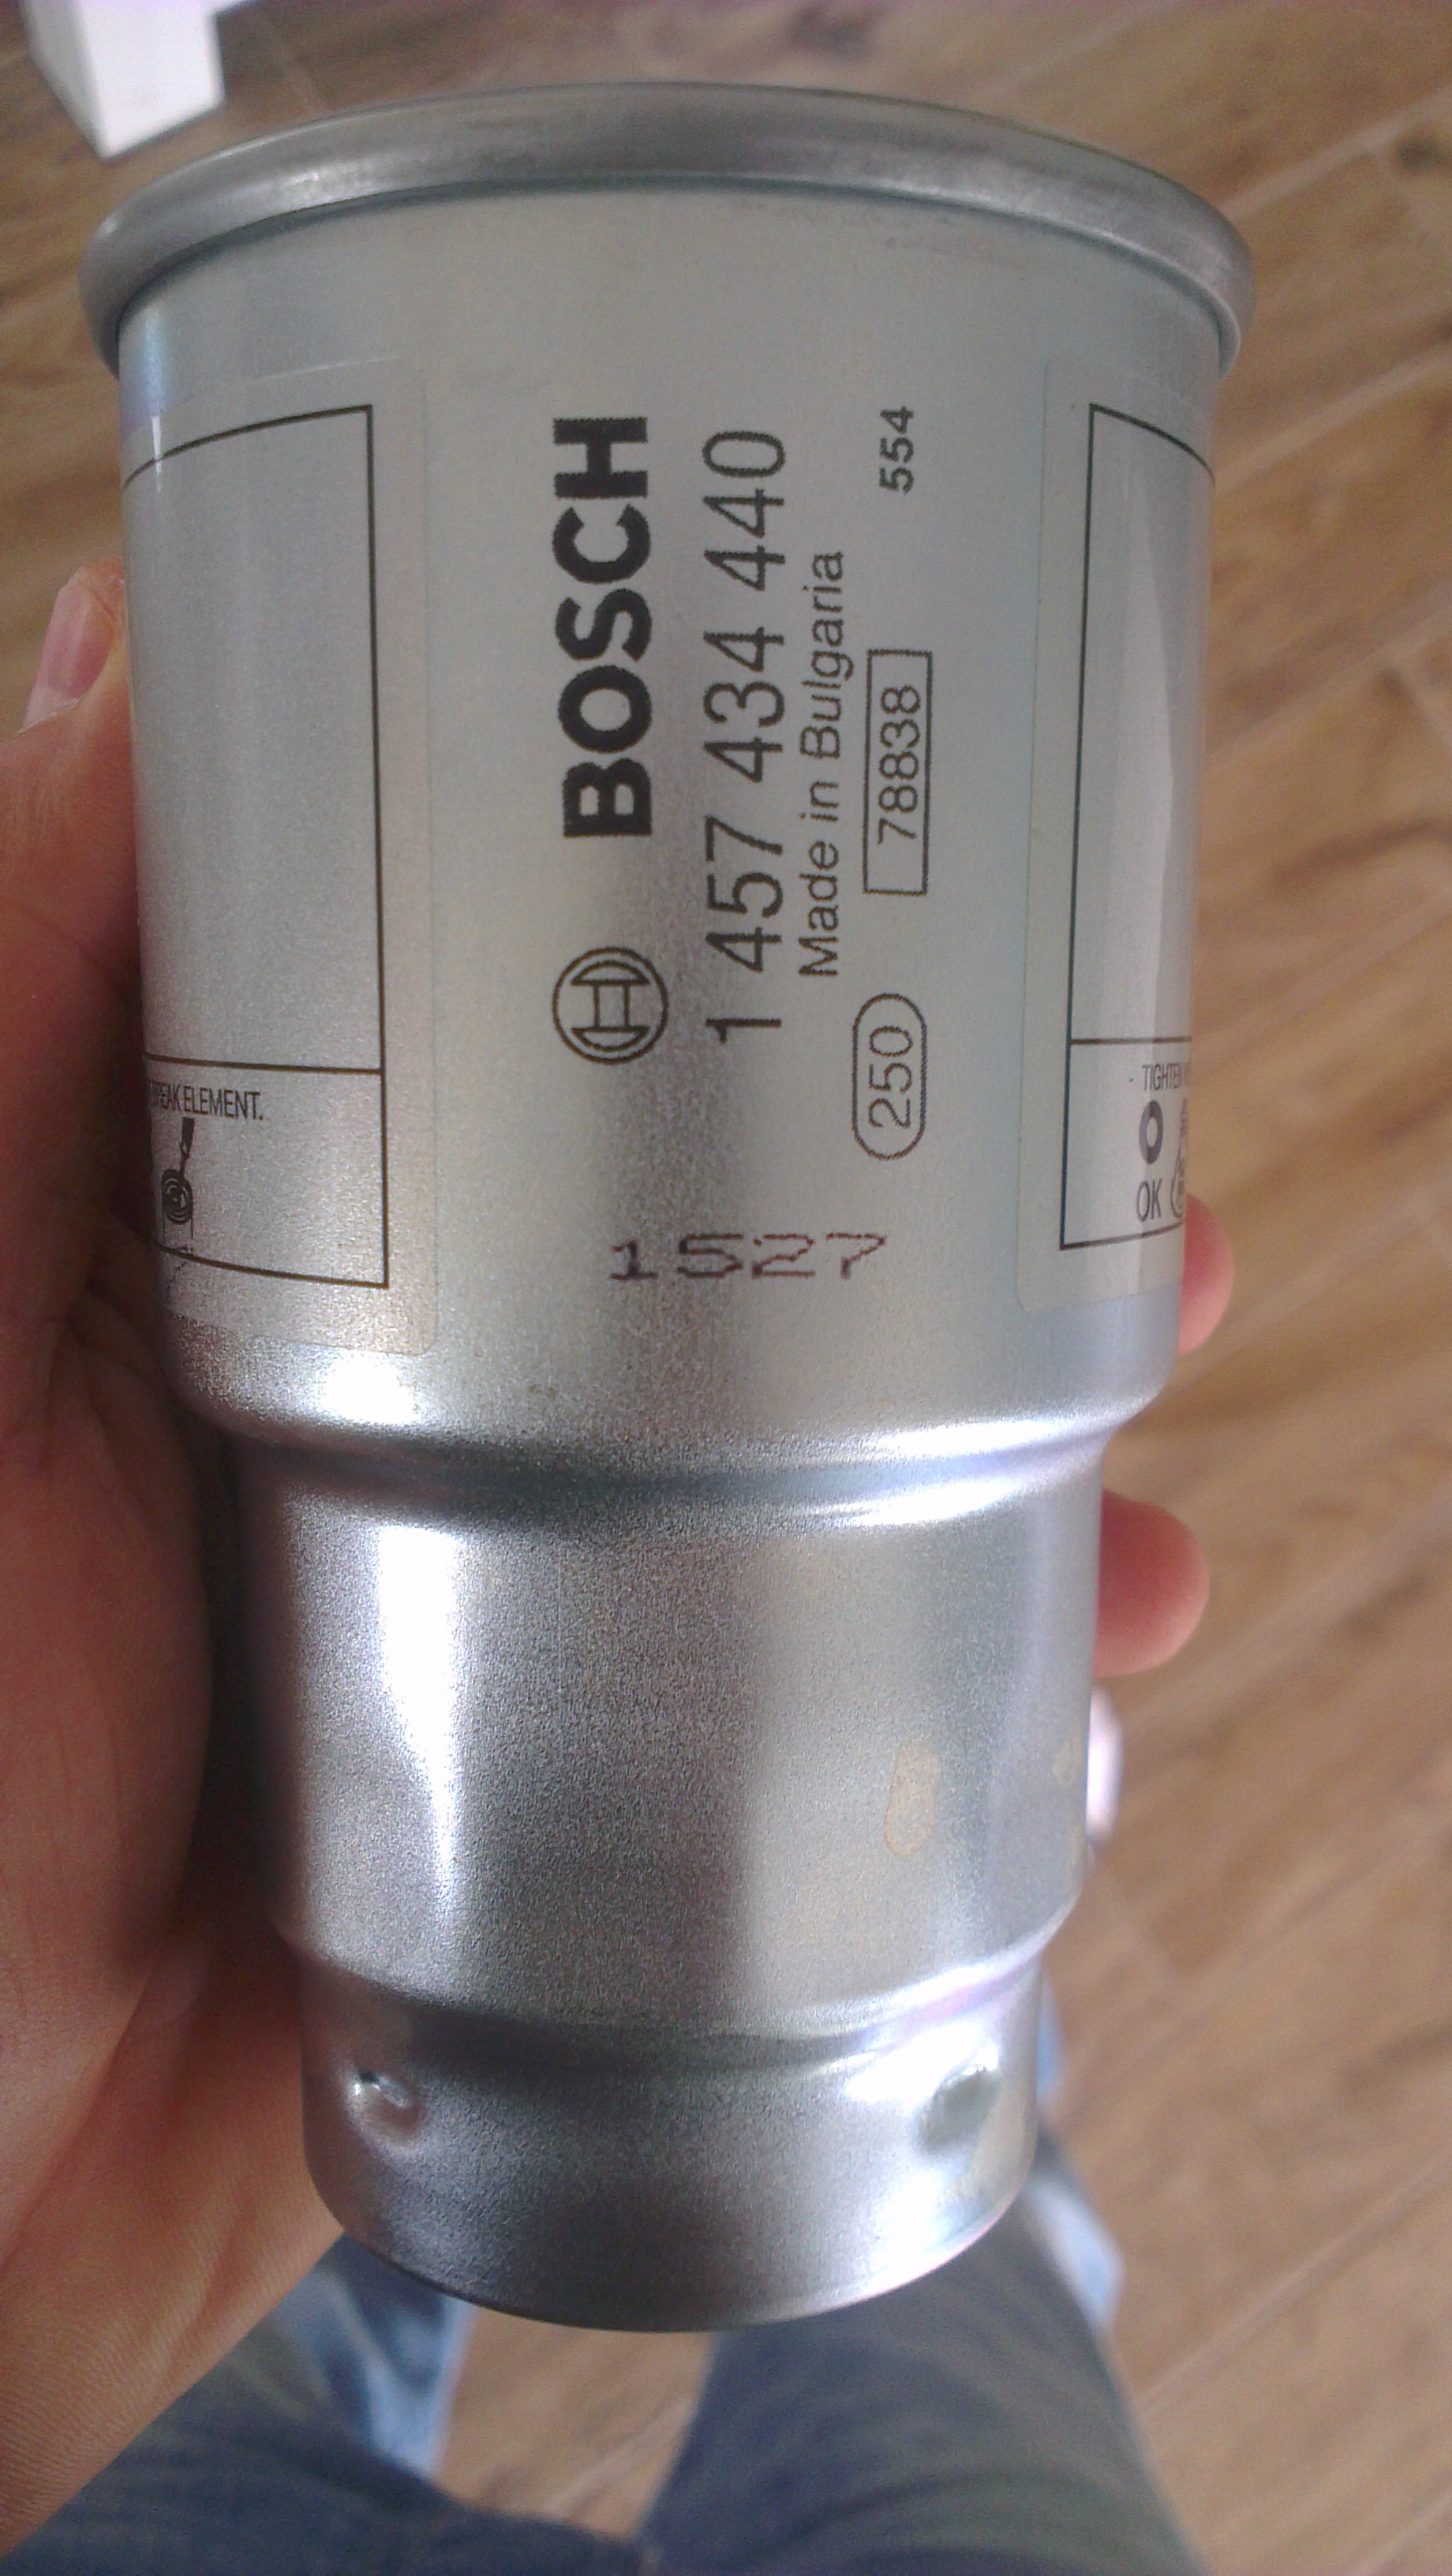 BOSCH
1 457 434 440
Made in Bulgaria
250 78838 554
1527
BREAK ELEMENT.
- TIGHTEN
OK